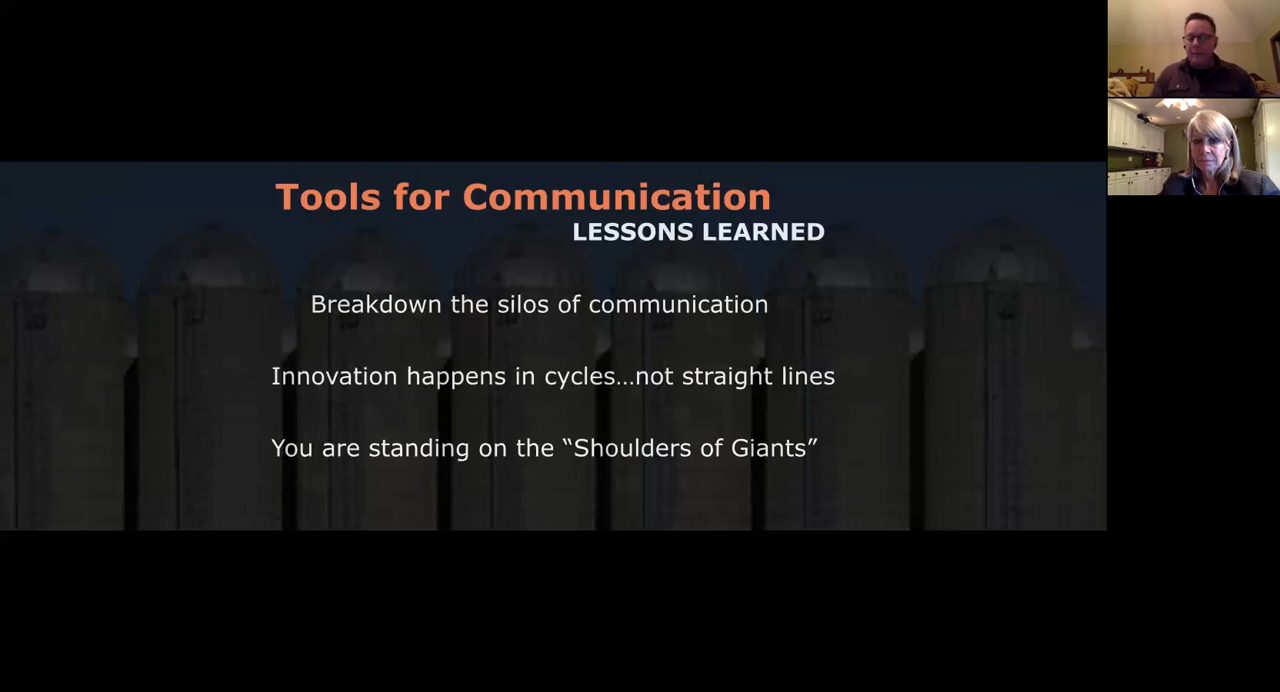 Tools for Communication
LESSONS LEARNED
Breakdown the silos of communication
Innovation happens in cycles…not straight lines
You are standing on the “Shoulders of Giants”